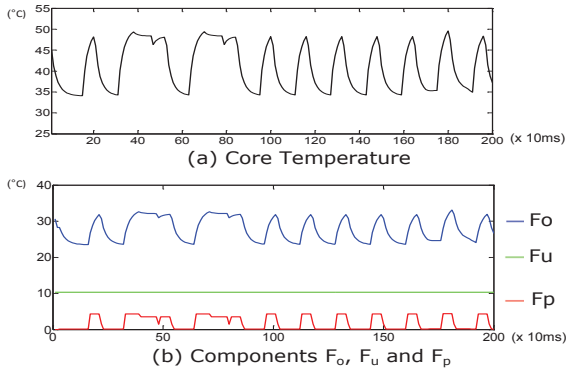 (°C)
55
50
45
40
35
30
25
20 40 60 80 100 120 140 160 180 200
(x 10ms)
(a) Core Temperature
(°C)
40
30
20
10
0
0 50 100 150 200
(x 10ms)
Fo
Fu
Fp
(b) Components Fo, Fu and Fp